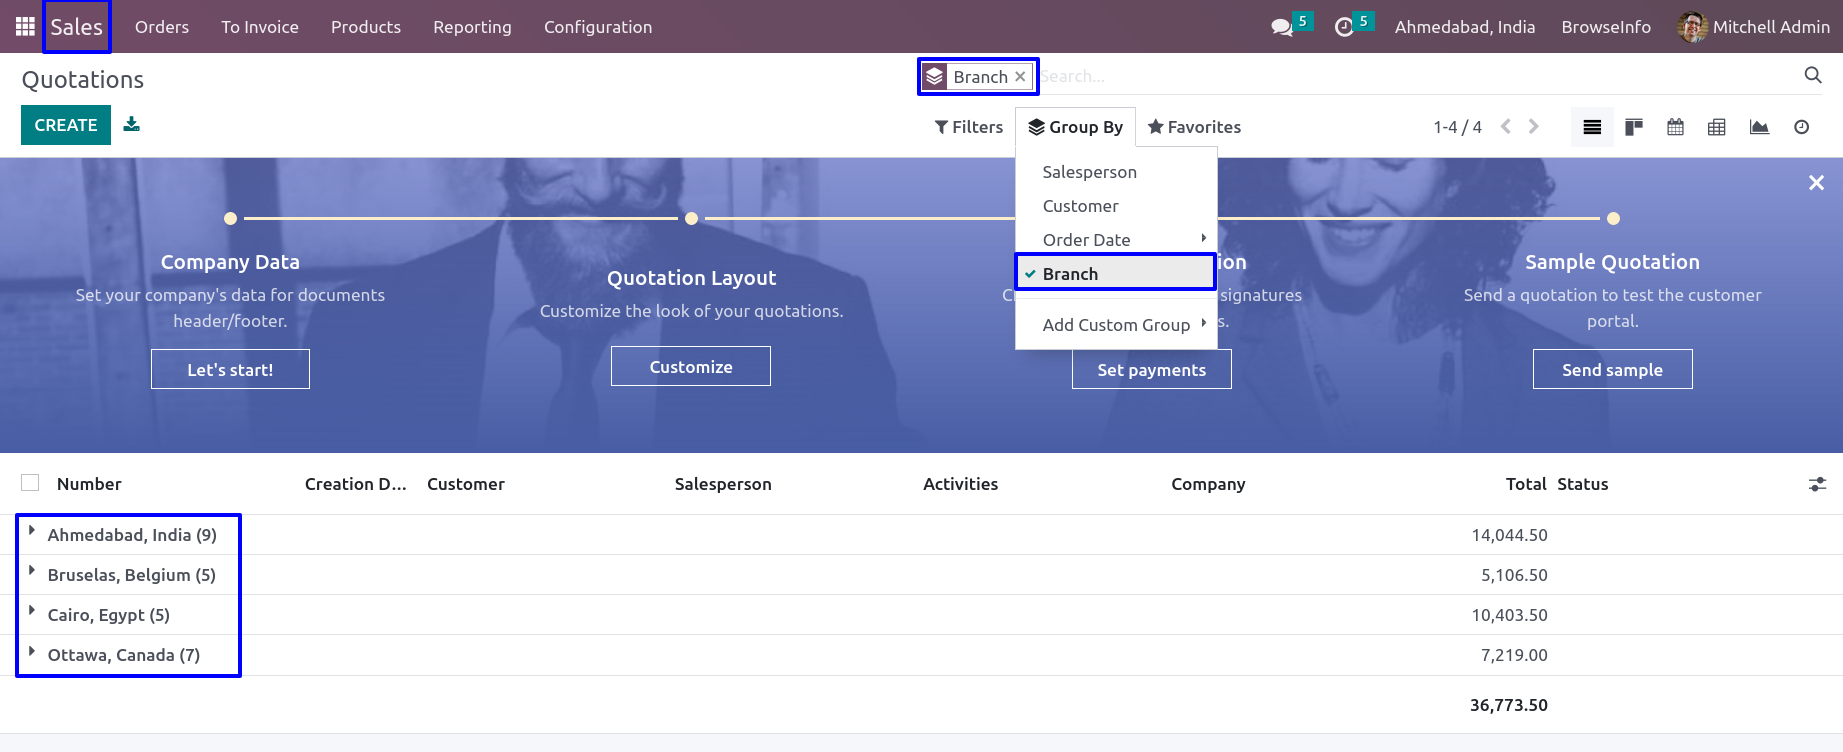 Sales Orders To Invoice Products Reporting Configuration 5 5 Ahmedabad, India BrowseInfo Mitchell Admin
Quotations
Branch × Search...
CREATE
Filters Group By Favorites 1-4 / 4
Salesperson
Customer
Order Date
Branch
Add Custom Group
Company Data
Set your company's data for documents
header/footer.
Let's start!
Quotation Layout
Customize the look of your quotations.
Customize
signatures
Set payments
Sample Quotation
Send a quotation to test the customer
portal.
Send sample
Number Creation D... Customer Salesperson Activities Company Total Status
Ahmedabad, India (9) 14,044.50
Bruselas, Belgium (5) 5,106.50
Cairo, Egypt (5) 10,403.50
Ottawa, Canada (7) 7,219.00
36,773.50